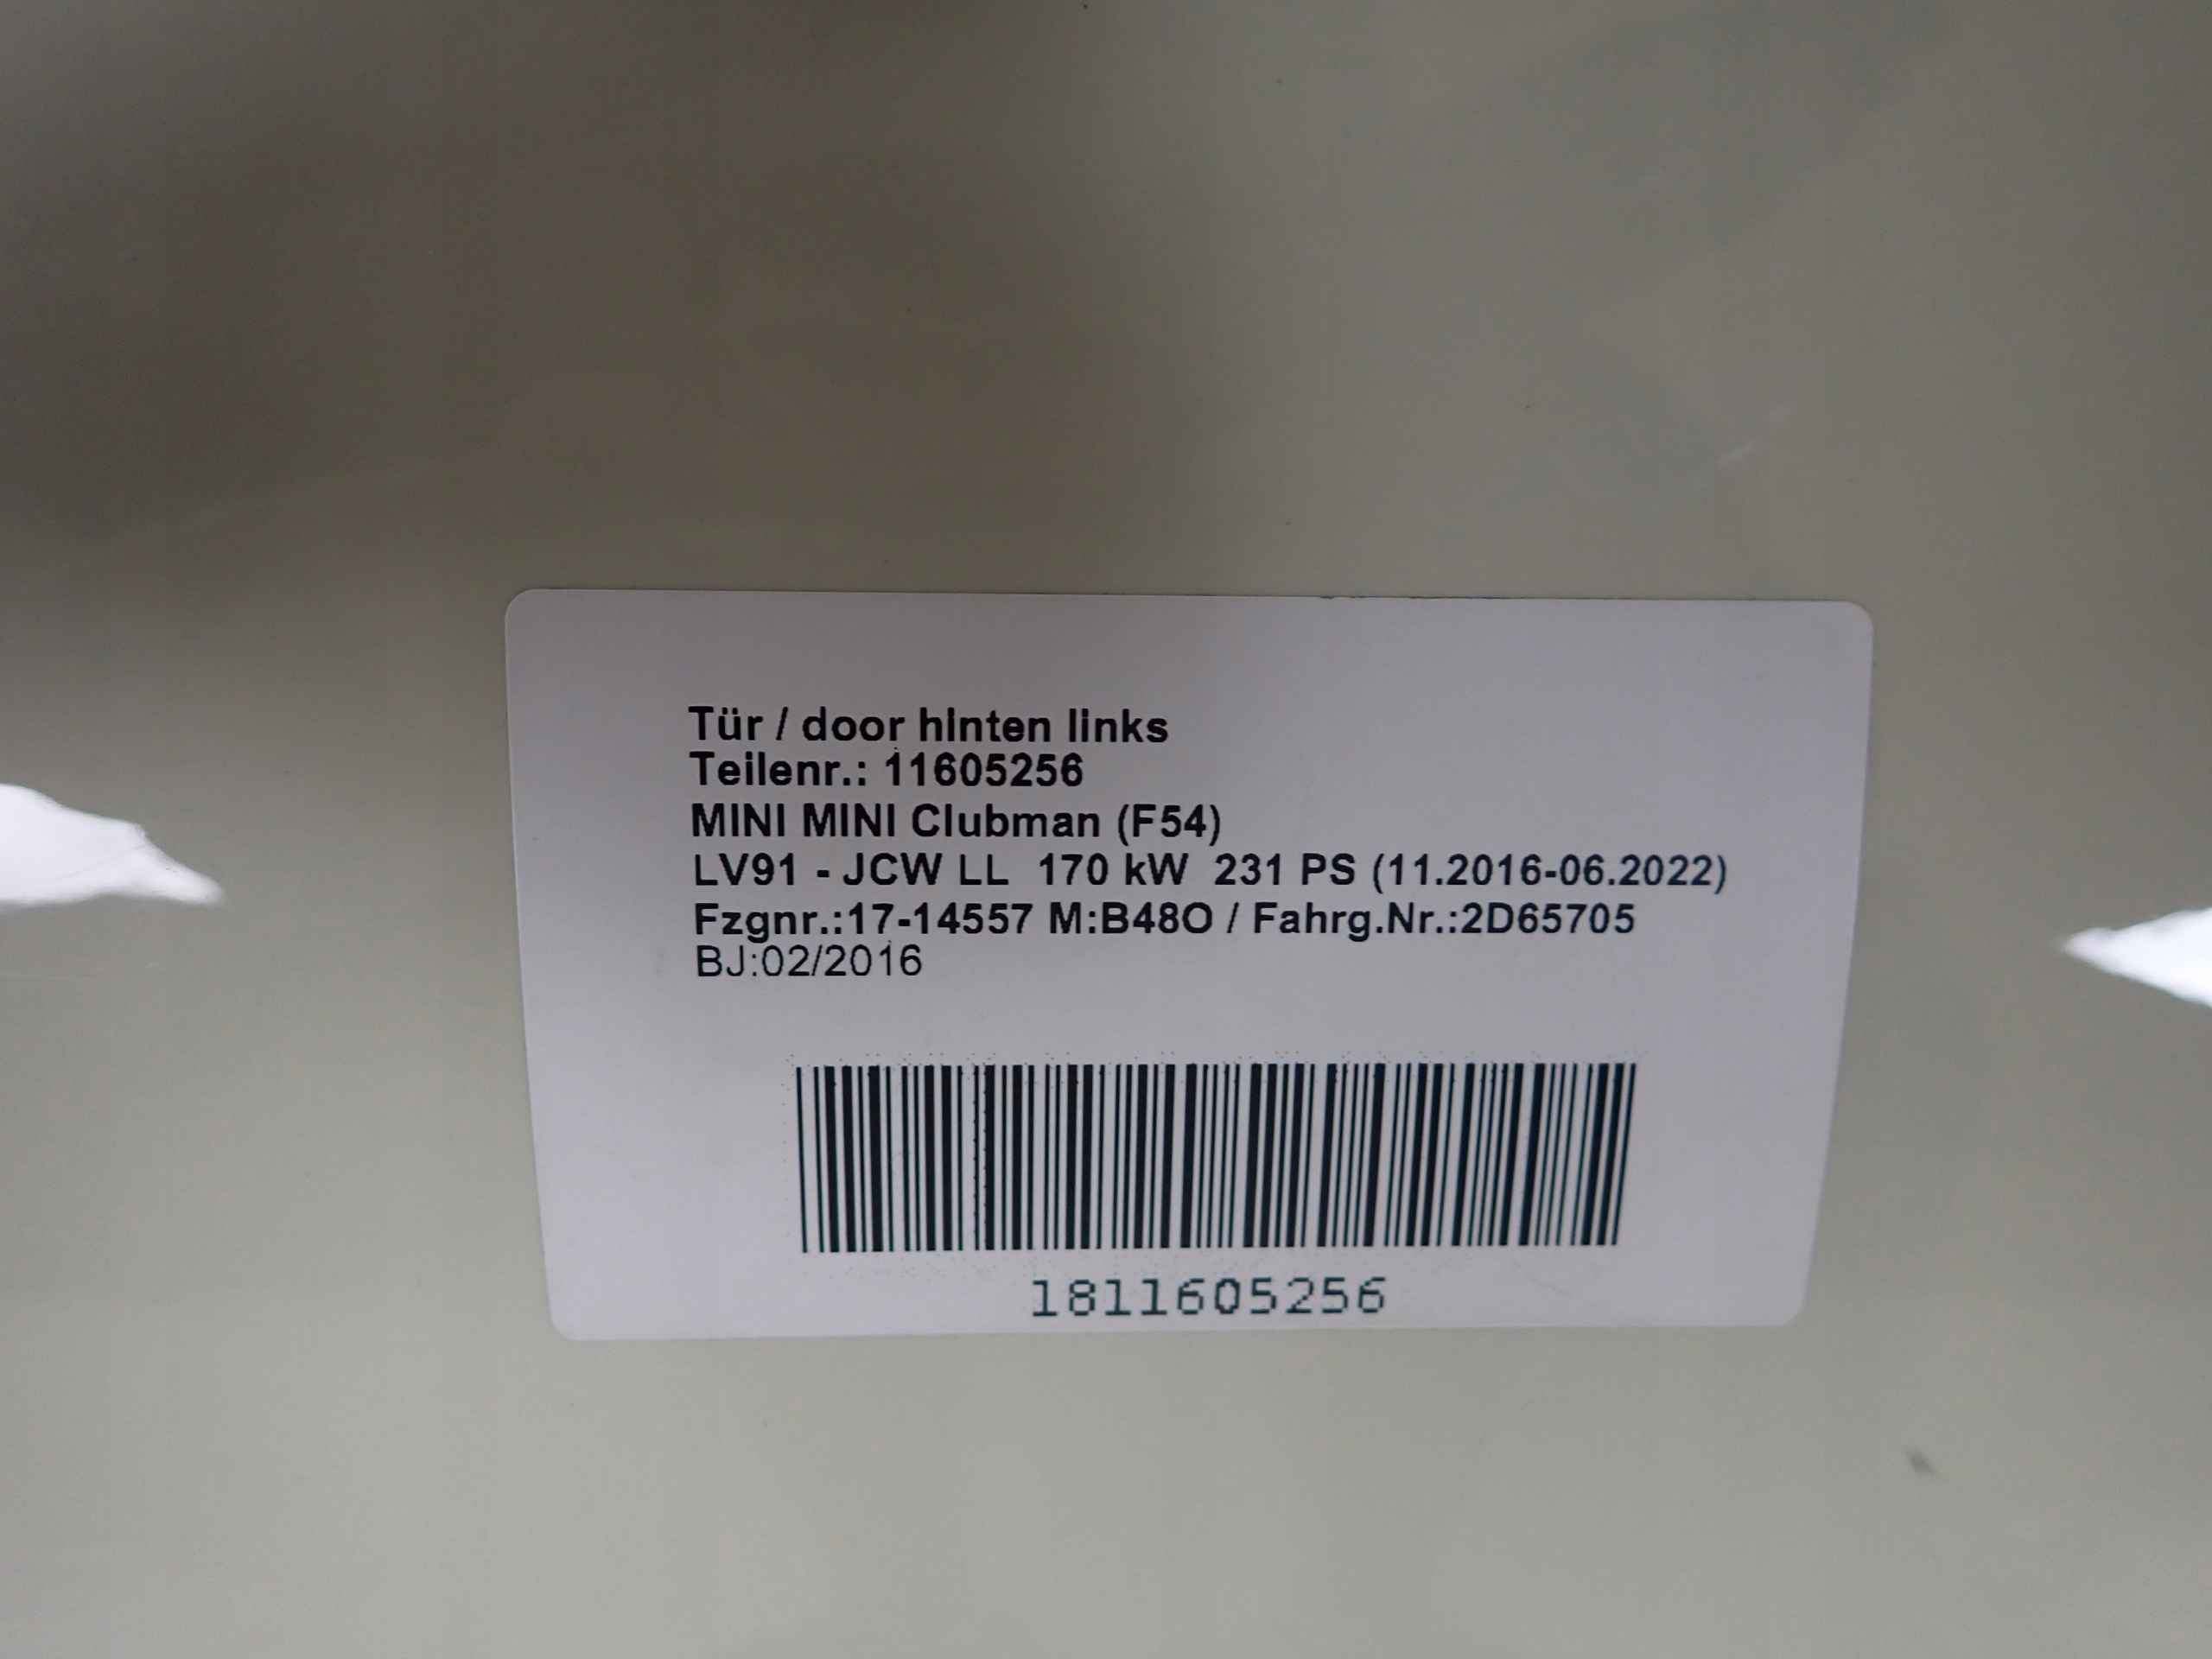 Tür / door hinten links
Teilenr.: 11605256
MINI MINI Clubman (F54)
LV91 - JCW LL 170 kW 231 PS (11.2016-06.2022)
Fzgnr.:17-14557 M:B48O / Fahrg.Nr.:2D65705
BJ:02/2016
1811605256